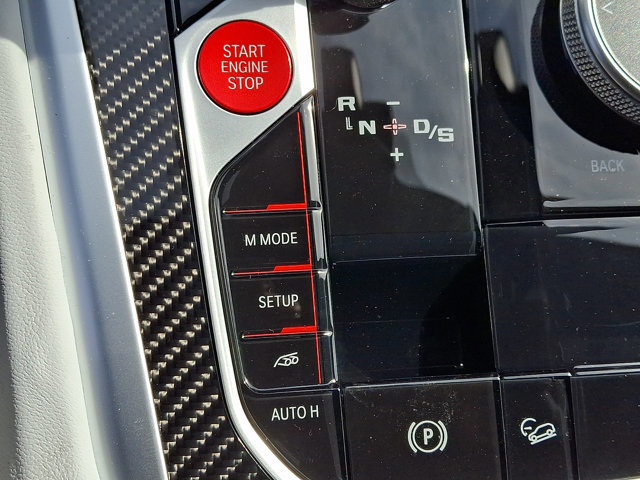 START
ENGINE
STOP
R −
N D/S
+
BACK
M MODE
SETUP
AUTO H
P